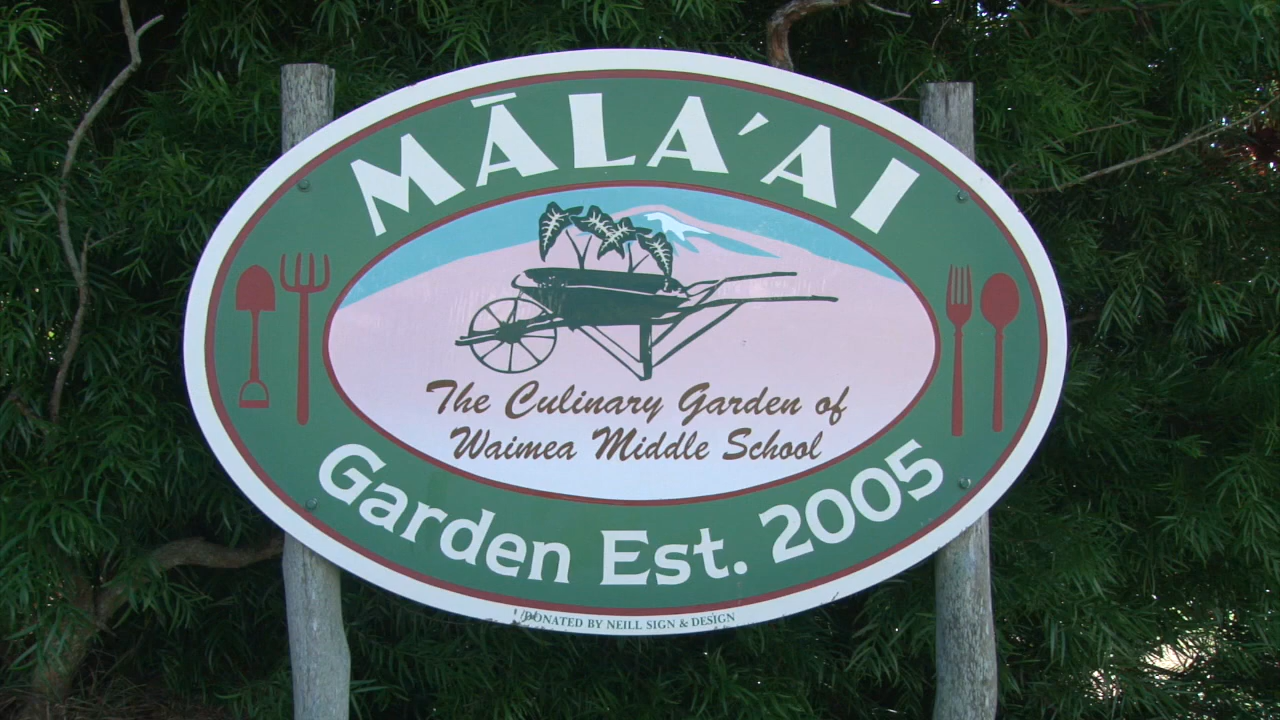 MĀLA'AI
The Culinary Garden of
Waimea Middle School
Garden Est. 2005
DONATED BY NEILL SIGN & DESIGN